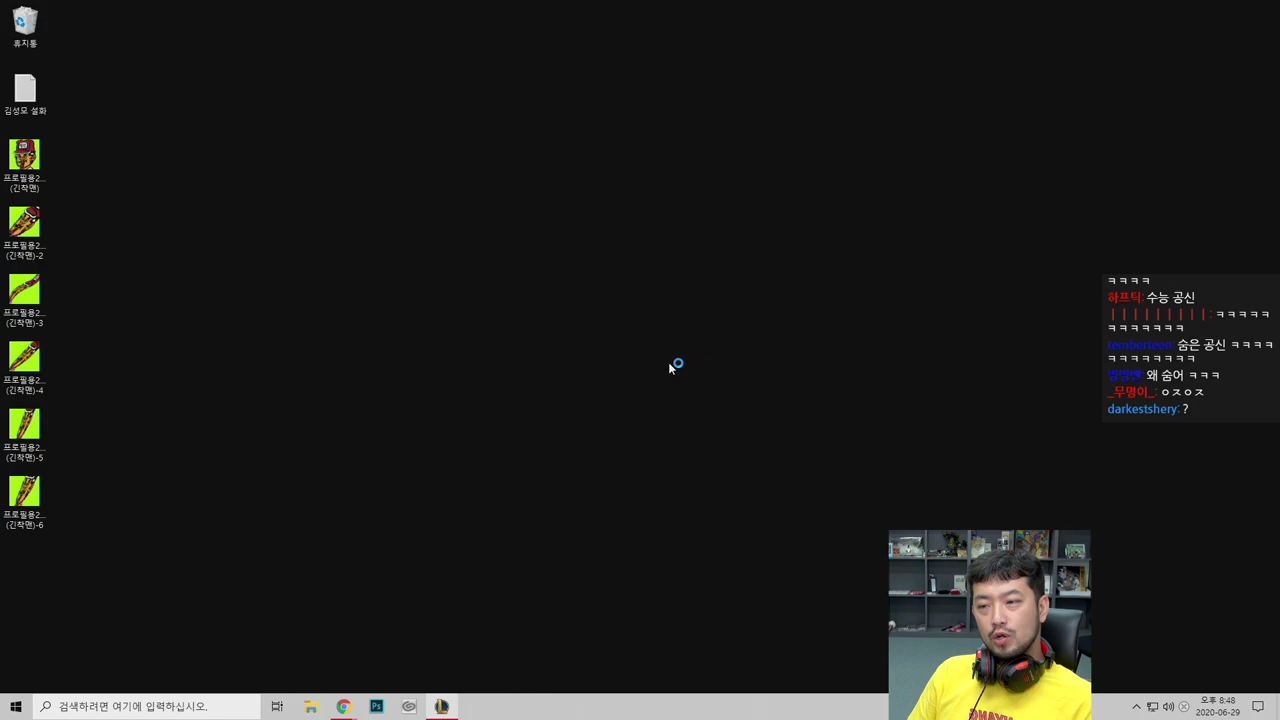 휴지통
김성모 설화
프로필용2...
(긴착맨)
프로필용2...
(긴착맨)-2
프로필용2...
(긴착맨)-3
프로필용2...
(긴착맨)-4
프로필용2...
(긴착맨)-5
프로필용2...
(긴착맨)-6
ㅋㅋㅋㅋ
하프틱: 수능 공신
ㅣㅣㅣㅣㅣㅣㅣㅣㅣ: ㅋㅋㅋㅋㅋ
ㅋㅋㅋㅋㅋㅋㅋ
temberteen: 숨은 공신 ㅋㅋㅋㅋ
ㅋㅋㅋㅋㅋㅋㅋㅋ
왜 숨어 ㅋㅋㅋ
_무명이_: ㅇㅈㅇㅈ
darkestshery: ?
검색하려면 여기에 입력하십시오.
Ps
오후 8:48
2020-06-29